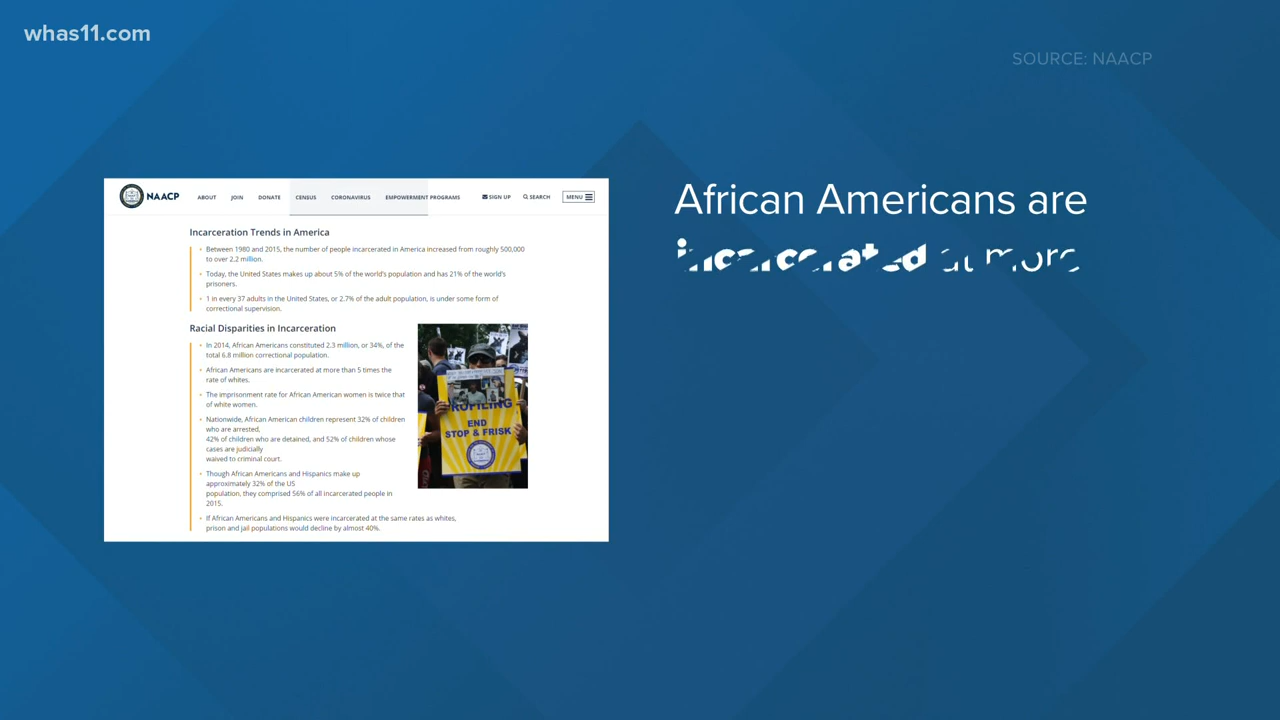 whas11.com
SOURCE: NAACP
NAACP
ABOUT JOIN DONATE CENSUS CORONAVIRUS EMPOWERMENT PROGRAMS SIGN UP SEARCH MENU
Incarceration Trends in America
Between 1980 and 2015, the number of people incarcerated in America increased from roughly 500,000
to over 2.2 million.
Today, the United States makes up about 5% of the world's population and has 21% of the world's
prisoners.
1 in every 37 adults in the United States, or 2.7% of the adult population, is under some form of
correctional supervision.
Racial Disparities in Incarceration
In 2014, African Americans constituted 2.3 million, or 34%, of the
total 6.8 million correctional population.
African Americans are incarcerated at more than 5 times the
rate of whites,
The imprisonment rate for African American women is twice that
of white women.
Nationwide, African American children represent 32% of children
who are arrested,
42% of children who are detained, and 52% of children whose
cases are judicially
waived to criminal court.
Though African Americans and Hispanics make up
approximately 32% of the US
population, they comprised 56% of all incarcerated people in
2015.
If African Americans and Hispanics were incarcerated at the same rates as whites,
prison and jail populations would decline by almost 40%.
END
STOP & FRISK
African Americans are
incarcerated at more